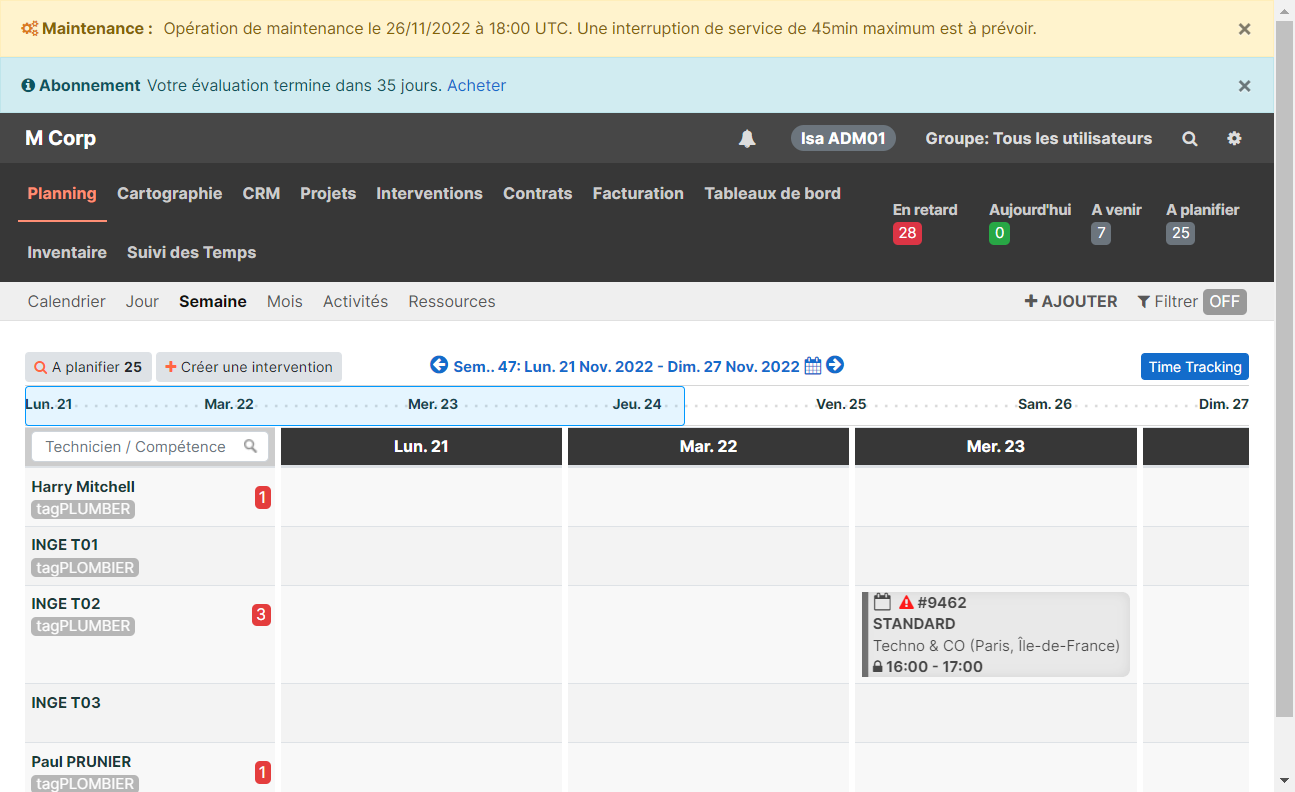 Maintenance : Opération de maintenance le 26/11/2022 à 18:00 UTC. Une interruption de service de 45min maximum est à prévoir. ×
Abonnement Votre évaluation termine dans 35 jours. Acheter ×
M Corp Isa ADM01 Groupe: Tous les utilisateurs
Planning Cartographie CRM Projets Interventions Contrats Facturation Tableaux de bord
Inventaire Suivi des Temps
En retard Aujourd'hui A venir A planifier
28 0 7 25
Calendrier Jour Semaine Mois Activités Ressources + AJOUTER Filtrer OFF
A planifier 25 + Créer une intervention Sem.. 47: Lun. 21 Nov. 2022 - Dim. 27 Nov. 2022 Time Tracking
Lun. 21 Mar. 22 Mer. 23 Jeu. 24 Ven. 25 Sam. 26 Dim. 27
Technicien / Compétence Lun. 21 Mar. 22 Mer. 23
Harry Mitchell
tagPLUMBER 1
INGE T01
tagPLOMBIER
INGE T02
tagPLUMBER 3
#9462
STANDARD
Techno & CO (Paris, Île-de-France)
16:00 - 17:00
INGE T03
Paul PRUNIER
tagPLOMBIER 1